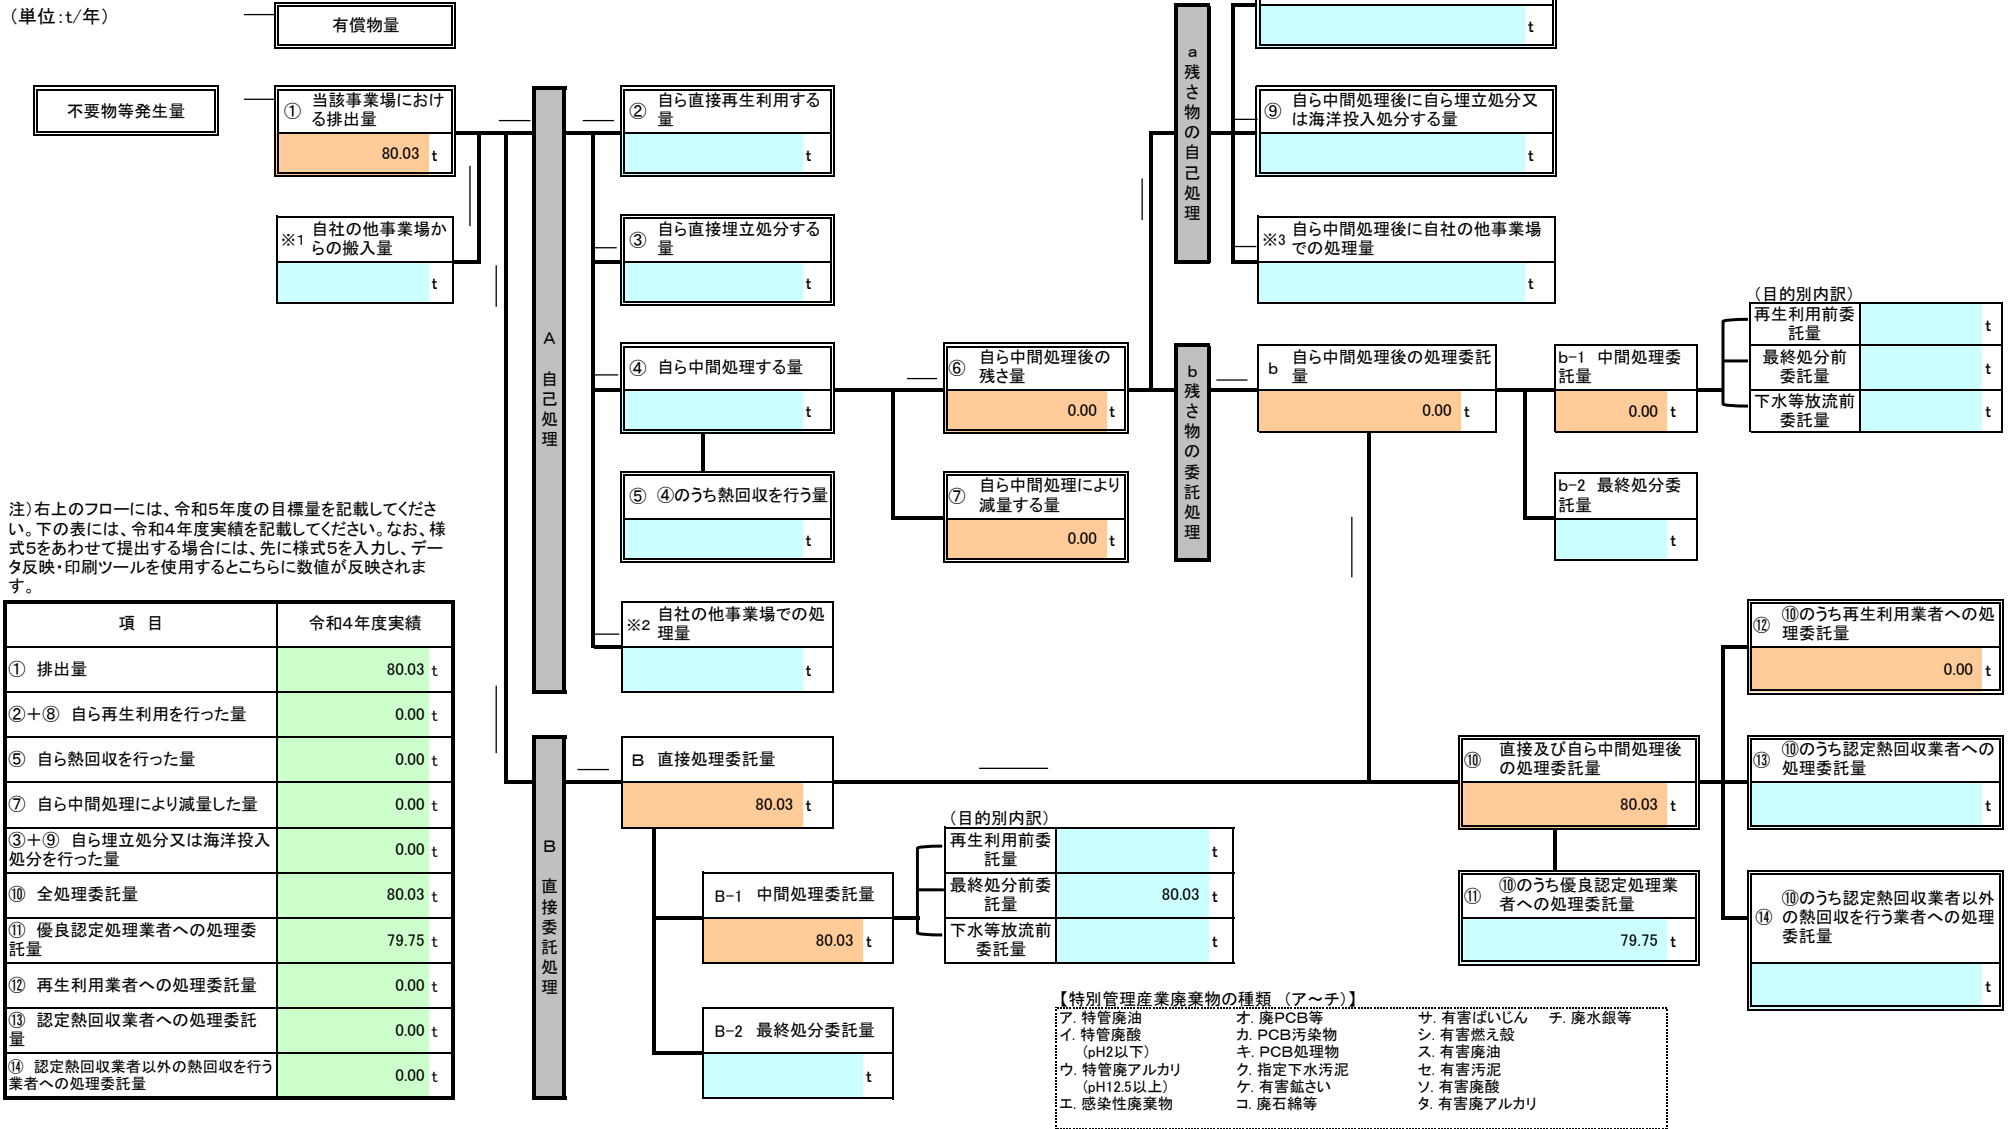 （単位：t/年）
有償物量
不要物等発生量
① 当該事業場におけ
る排出量
80.03 t
※1 自社の他事業場か
らの搬入量
t
A 自己処理
② 自ら直接再生利用する
量
t
③ 自ら直接埋立処分する
量
t
④ 自ら中間処理する量
t
⑤ ④のうち熱回収を行う量
t
※2 自社の他事業場での処
理量
t
⑥ 自ら中間処理後の
残さ量
0.00 t
⑦ 自ら中間処理により
減量する量
0.00 t
a 残さ物の自己処理
t
⑨ 自ら中間処理後に自ら埋立処分又
は海洋投入処分する量
t
※3 自ら中間処理後に自社の他事業場
での処理量
t
b 残さ物の委託処理
b 自ら中間処理後の処理委託
量
0.00 t
b-1 中間処理委
託量
0.00 t
b-2 最終処分委
託量
t
（目的別内訳）
再生利用前委
託量
t
最終処分前
委託量
t
下水等放流前
委託量
t
注）右上のフローには、令和5年度の目標量を記載してくださ
い。下の表には、令和4年度実績を記載してください。なお、様
式5をあわせて提出する場合には、先に様式5を入力し、デー
タ反映・印刷ツールを使用するとこちらに数値が反映されま
す。
項 目 令和4年度実績
① 排出量 80.03 t
②＋⑧ 自ら再生利用を行った量 0.00 t
⑤ 自ら熱回収を行った量 0.00 t
⑦ 自ら中間処理により減量した量 0.00 t
③＋⑨ 自ら埋立処分又は海洋投入
処分を行った量 0.00 t
⑩ 全処理委託量 80.03 t
⑪ 優良認定処理業者への処理委
託量 79.75 t
⑫ 再生利用業者への処理委託量 0.00 t
⑬ 認定熱回収業者への処理委託
量 0.00 t
⑭ 認定熱回収業者以外の熱回収を行う
業者への処理委託量 0.00 t
B 直接委託処理
B 直接処理委託量
80.03 t
B-1 中間処理委託量
80.03 t
B-2 最終処分委託量
t
（目的別内訳）
再生利用前委
託量
t
最終処分前委
託量
80.03 t
下水等放流前
委託量
t
⑩ 直接及び自ら中間処理後
の処理委託量
80.03 t
⑪ ⑩のうち優良認定処理業
者への処理委託量
79.75 t
⑫ ⑩のうち再生利用業者への処
理委託量
0.00 t
⑬ ⑩のうち認定熱回収業者への
処理委託量
t
⑭ ⑩のうち認定熱回収業者以外
の熱回収を行う業者への処理
委託量
t
【特別管理産業廃棄物の種類 （ア～チ）】
ア. 特管廃油 オ. 廃PCB等 サ. 有害ばいじん チ. 廃水銀等
イ. 特管廃酸 カ. PCB汚染物 シ. 有害燃え殻
（pH2以下） キ. PCB処理物 ス. 有害廃油
ウ. 特管廃アルカリ ク. 指定下水汚泥 セ. 有害汚泥
（pH12.5以上） ケ. 有害鉱さい ソ. 有害廃酸
エ. 感染性廃棄物 コ. 廃石綿等 タ. 有害廃アルカリ